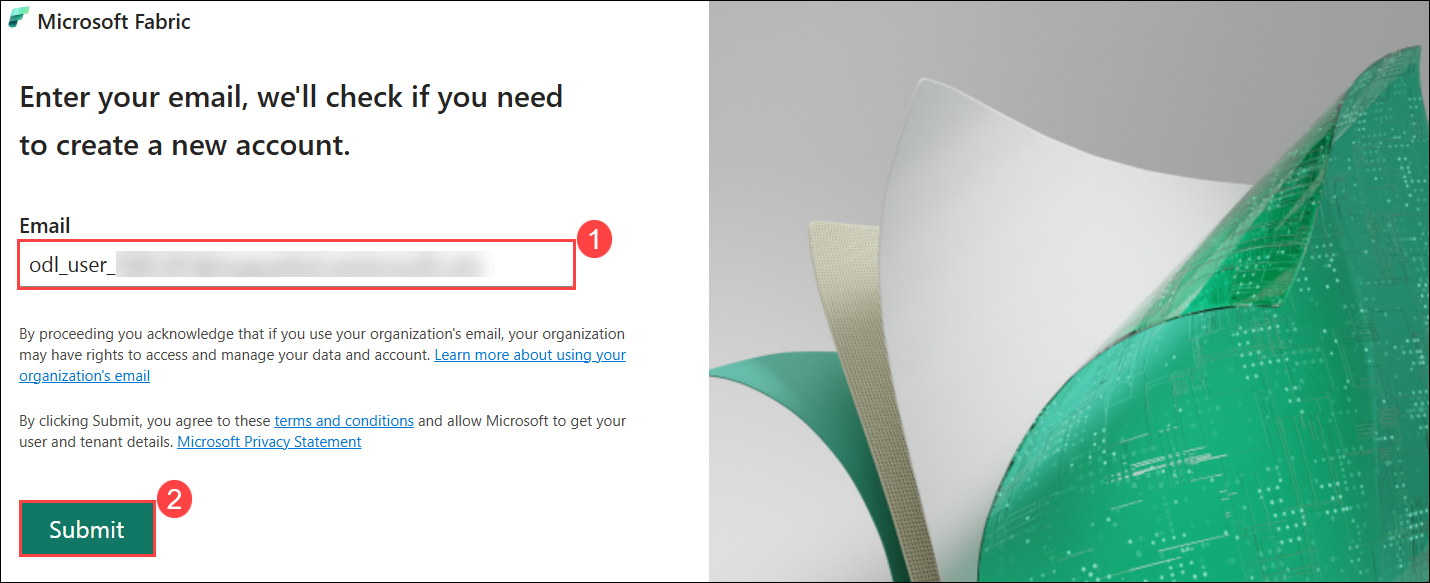 Microsoft Fabric
Enter your email, we'll check if you need
to create a new account.
Email
1
odl_user_
By proceeding you acknowledge that if you use your organization's email, your organization
may have rights to access and manage your data and account. Learn more about using your
organization's email
By clicking Submit, you agree to these terms and conditions and allow Microsoft to get your
user and tenant details. Microsoft Privacy Statement
2
Submit